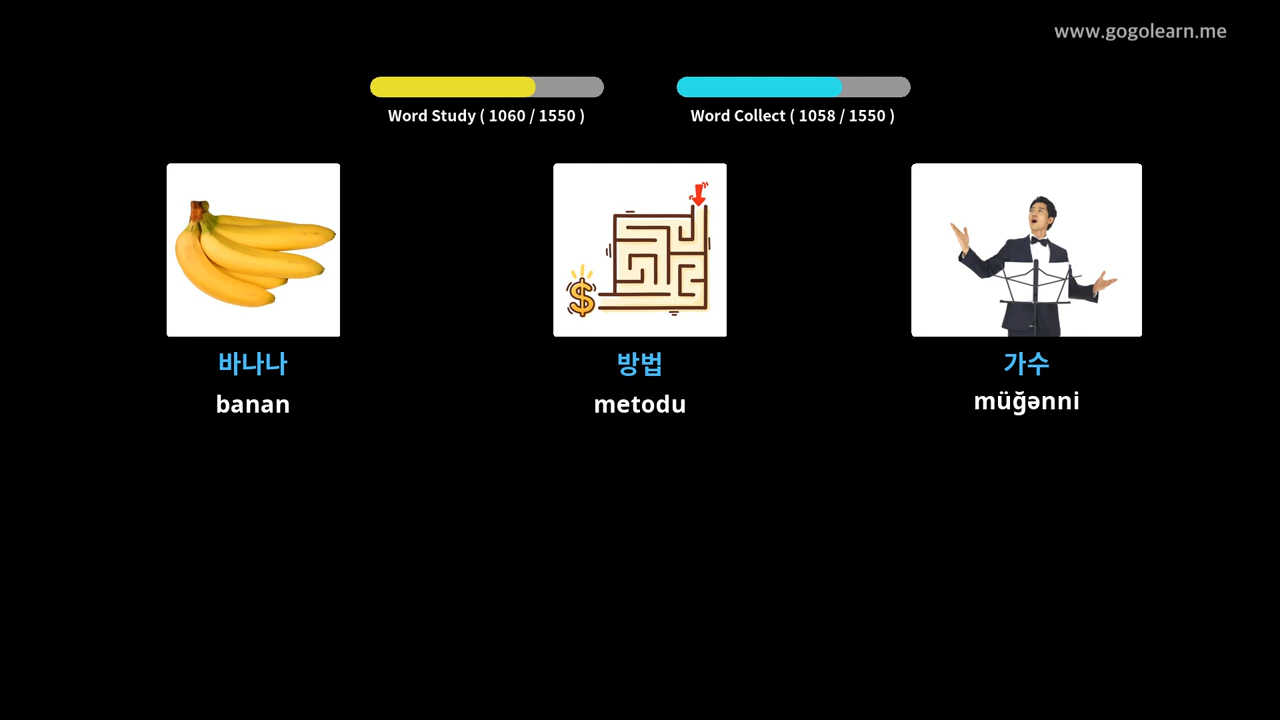 www.gogolearn.me
Word Study ( 1060 / 1550 )
Word Collect ( 1058 / 1550 )
바나나
banan
방법
metodu
가수
müğənni